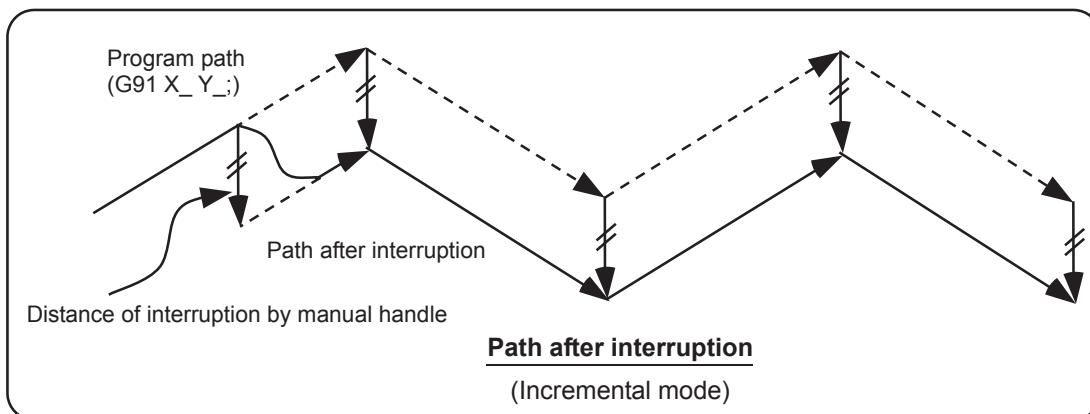 Program path
(G91 X_ Y_;)
Path after interruption
Distance of interruption by manual handle
Path after interruption
(Incremental mode)